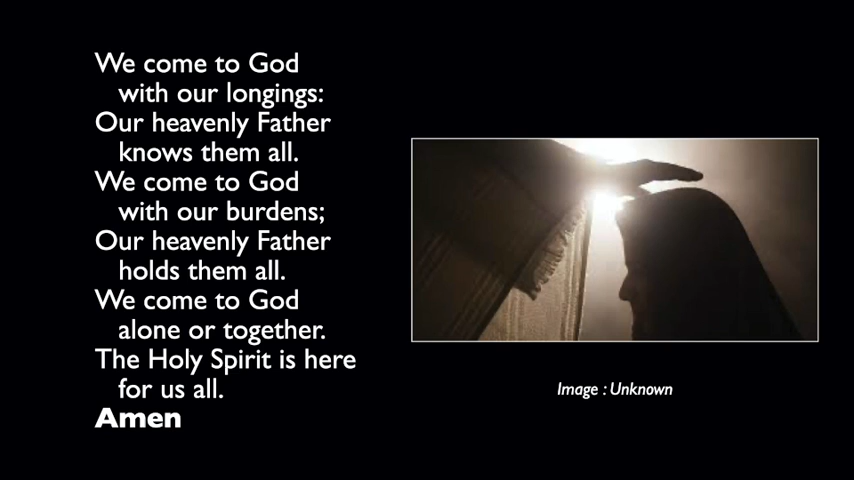 We come to God
with our longings:
Our heavenly Father
knows them all.
We come to God
with our burdens;
Our heavenly Father
holds them all.
We come to God
alone or together.
The Holy Spirit is here
for us all.
Amen
Image : Unknown